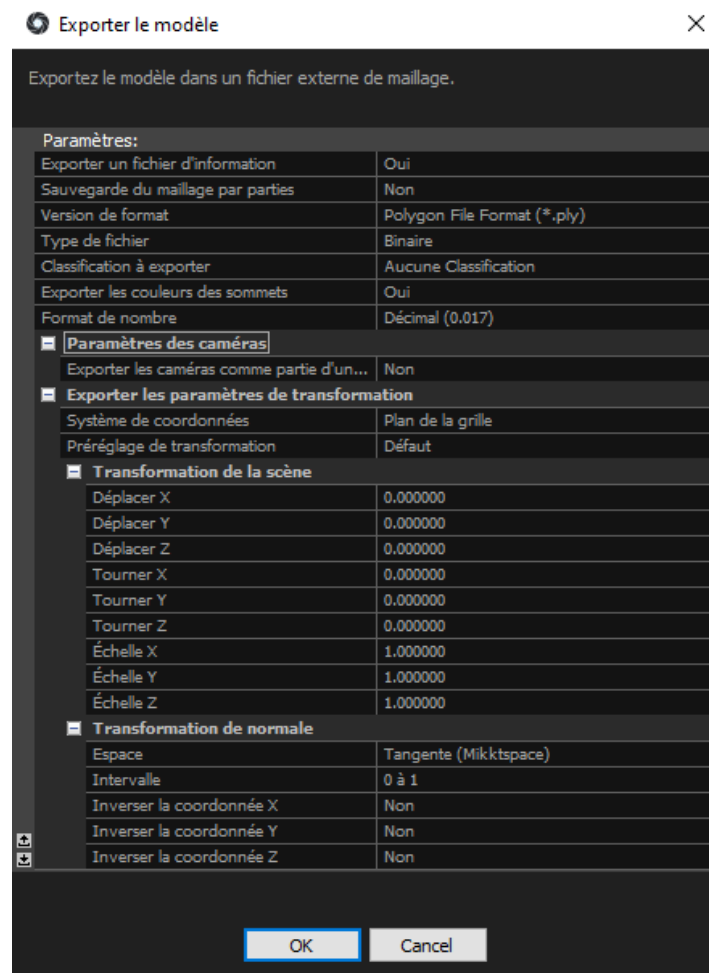 Exporter le modèle
Exportez le modèle dans un fichier externe de maillage.
Paramètres:
Exporter un fichier d'information Oui
Sauvegarde du maillage par parties Non
Version de format Polygon File Format (*.ply)
Type de fichier Binaire
Classification à exporter Aucune Classification
Exporter les couleurs des sommets Oui
Format de nombre Décimal (0.017)
Paramètres des caméras
Exporter les caméras comme partie d'un... Non
Exporter les paramètres de transformation
Système de coordonnées Plan de la grille
Préréglage de transformation Défaut
Transformation de la scène
Déplacer X 0.000000
Déplacer Y 0.000000
Déplacer Z 0.000000
Tourner X 0.000000
Tourner Y 0.000000
Tourner Z 0.000000
Échelle X 1.000000
Échelle Y 1.000000
Échelle Z 1.000000
Transformation de normale
Espace Tangente (Mikktspace)
Intervalle 0 à 1
Inverser la coordonnée X Non
Inverser la coordonnée Y Non
Inverser la coordonnée Z Non
OK Cancel